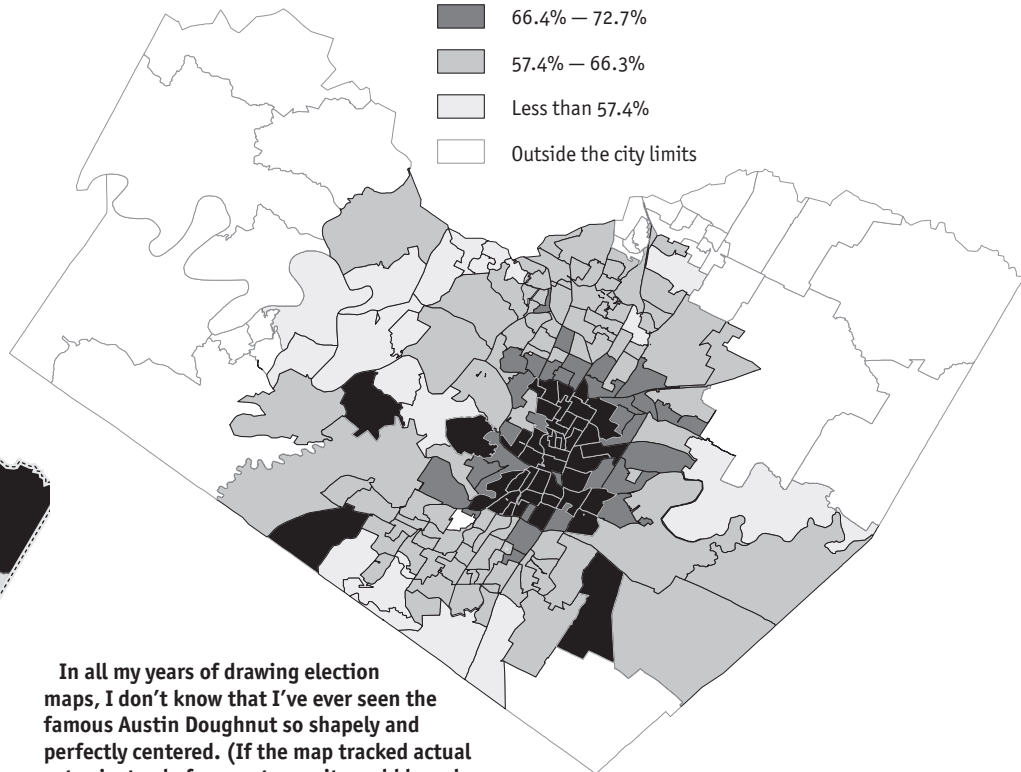 66.4% — 72.7%
57.4% — 66.3%
Less than 57.4%
Outside the city limits
In all my years of drawing election
maps, I don’t know that I’ve ever seen the
famous Austin Doughnut so shapely and
perfectly centered. (If the map tracked actual